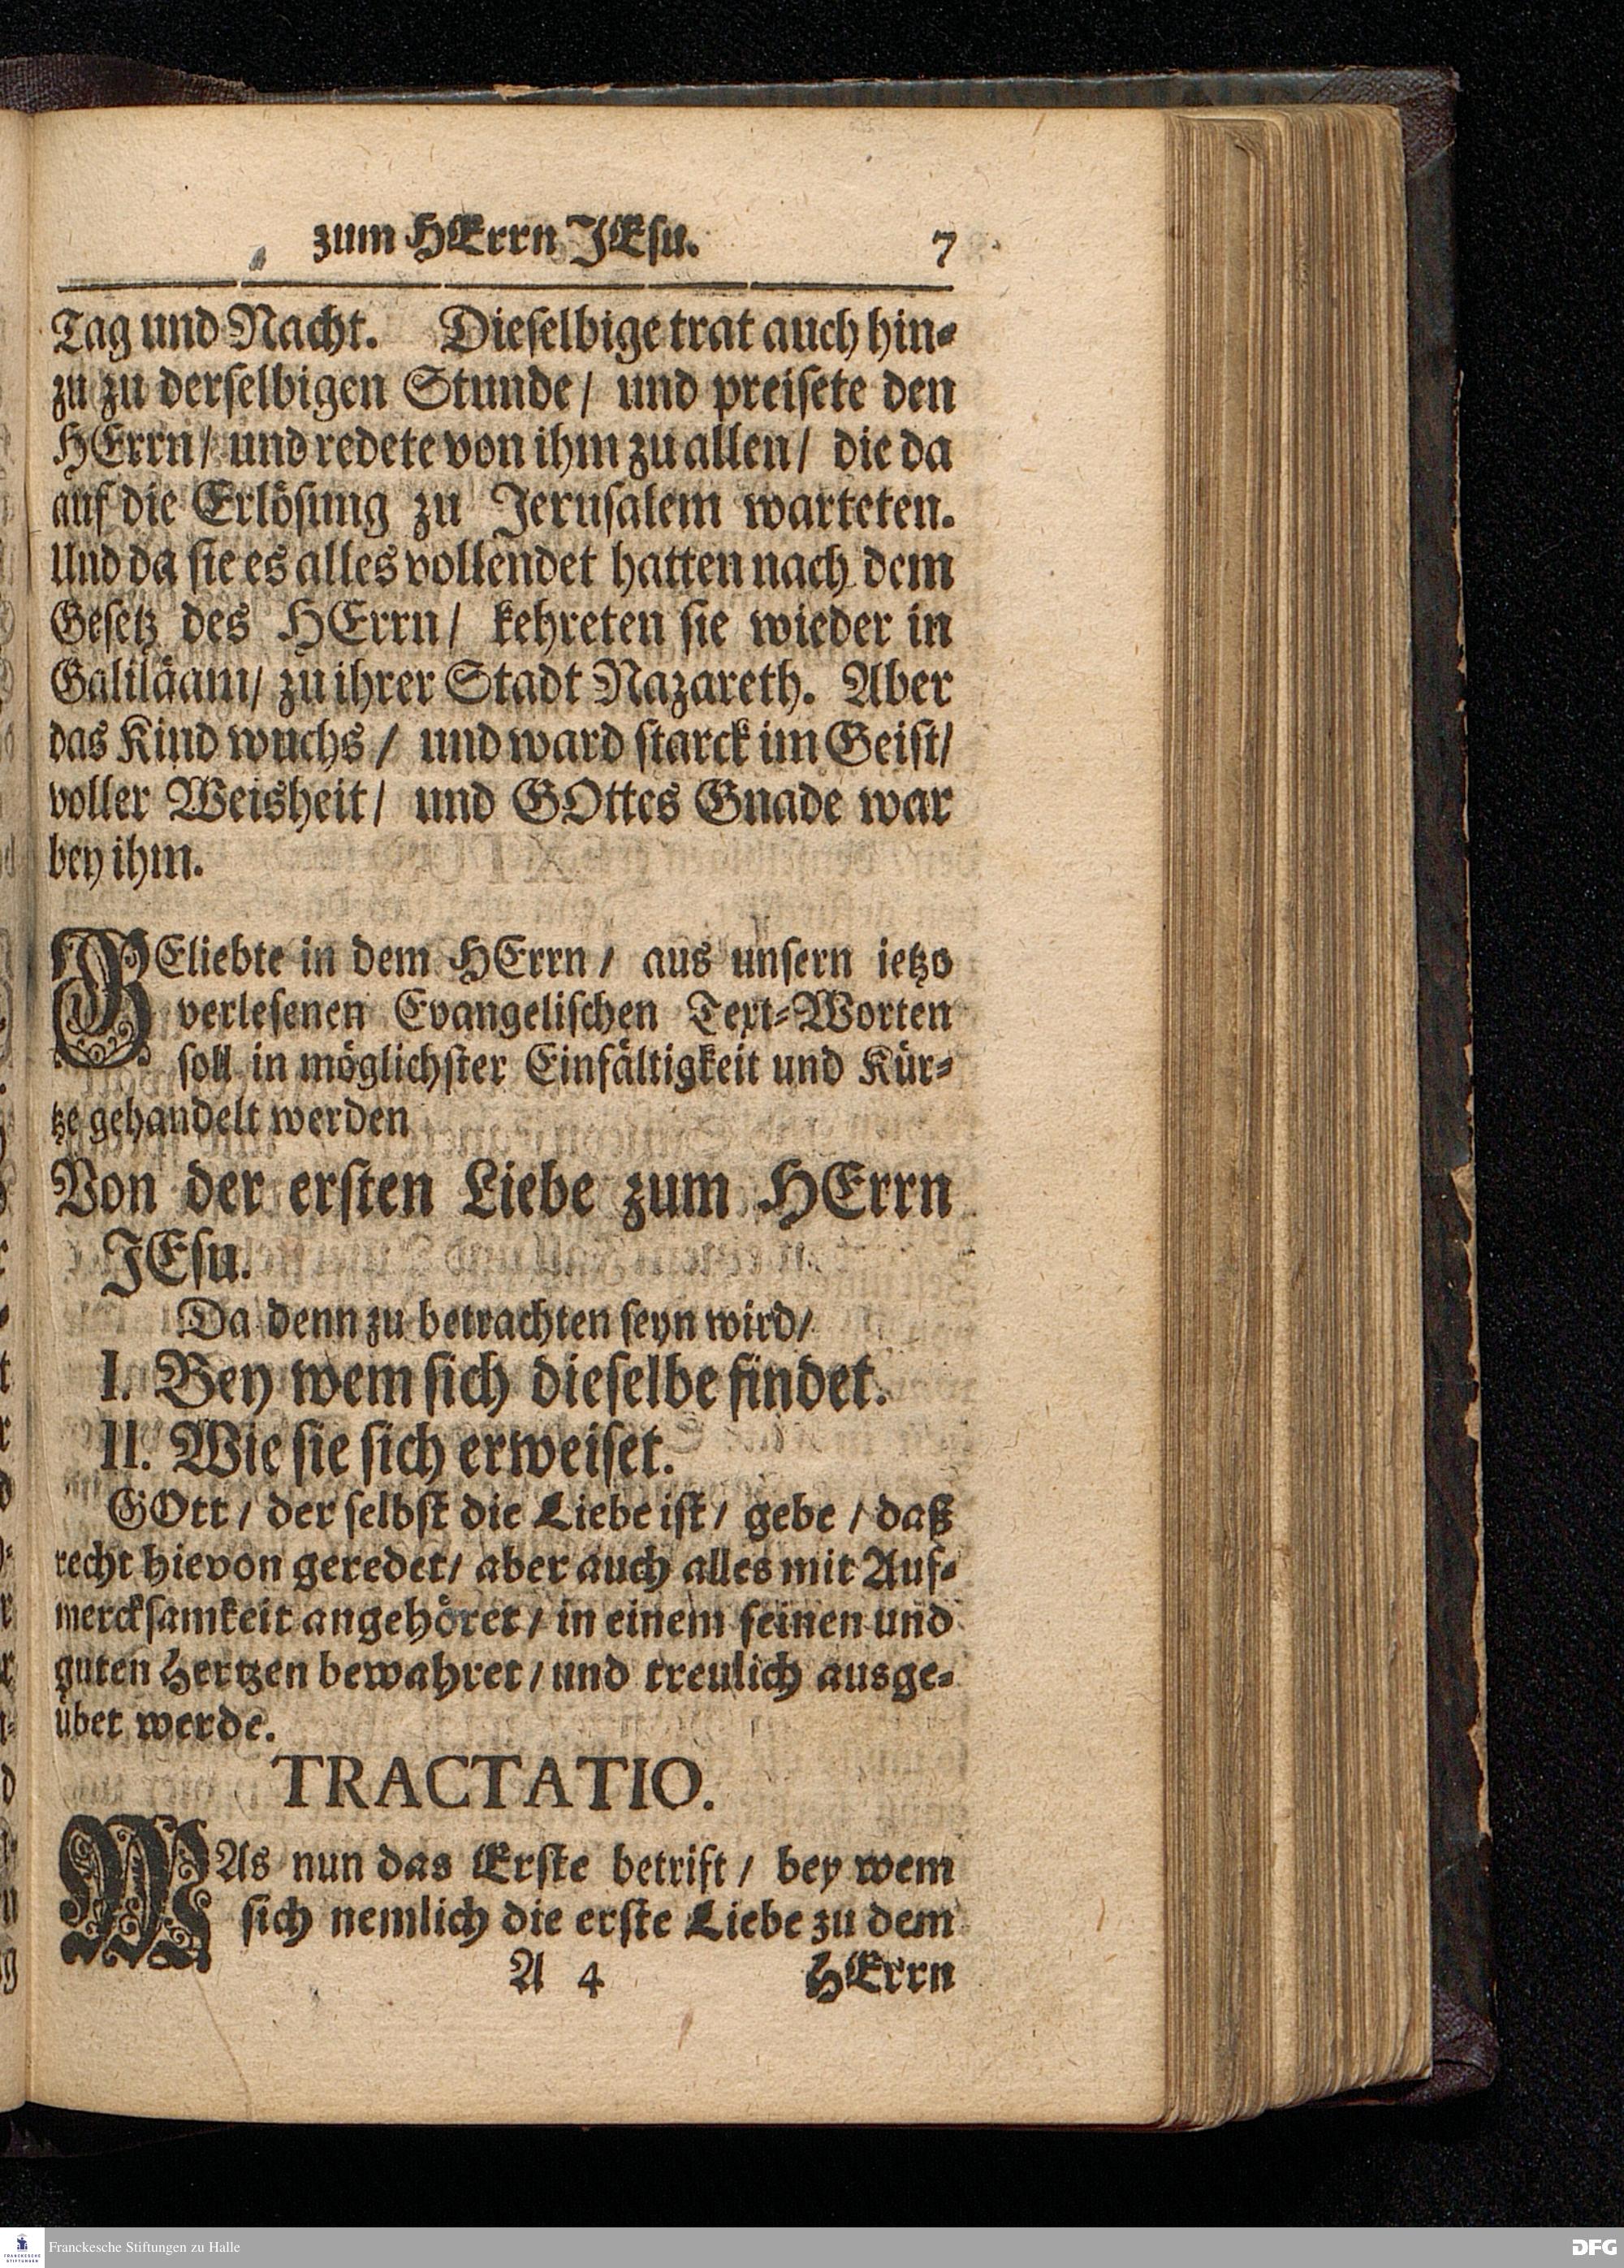 zum HErrn JEsu. 7
Tag und Nacht. Dieselbige trat auch hin-
zu zu derselbigen Stunde/ und preisete den
HErrn/ und redete von ihm zu allen/ die da
auf die Erlösung zu Jerusalem warteten.
Und da sie es alles vollendet hatten nach dem
Gesetz des HErrn/ kehreten sie wieder in
Galiläam/ zu ihrer Stadt Nazareth. Aber
das Kind wuchs/ und ward starck im Geist/
voller Weisheit/ und GOttes Gnade war
bey ihm.
GEliebte in dem HErrn/ aus unsern ietzo
verlesenen Evangelischen Text-Worten
soll in möglichster Einfältigkeit und Kür-
tze gehandelt werden
Von der ersten Liebe zum HErrn
JEsu.
Da denn zu betrachten seyn wird/
I. Bey wem sich dieselbe findet.
II. Wie sie sich erweiset.
GOtt/ der selbst die Liebe ist/ gebe/ daß
recht hievon geredet/ aber auch alles mit Auf-
mercksamkeit angehöret/ in einem feinen und
guten Hertzen bewahret/ und treulich ausge-
übet werde.
TRACTATIO.
WAs nun das Erste betrift/ bey wem
sich nemlich die erste Liebe zu dem
A 4 HErrn
Franckesche Stiftungen zu Halle
DFG